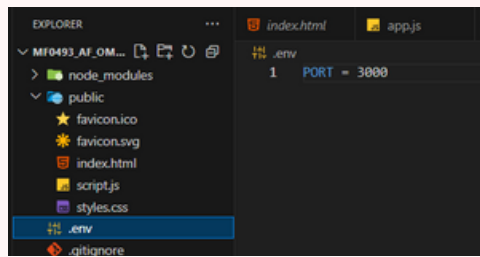 EXPLORER
MF0493_AF_OM...
node_modules
public
favicon.ico
favicon.svg
index.html
script.js
styles.css
.env
.gitignore
index.html
app.js
.env
1 PORT = 3000